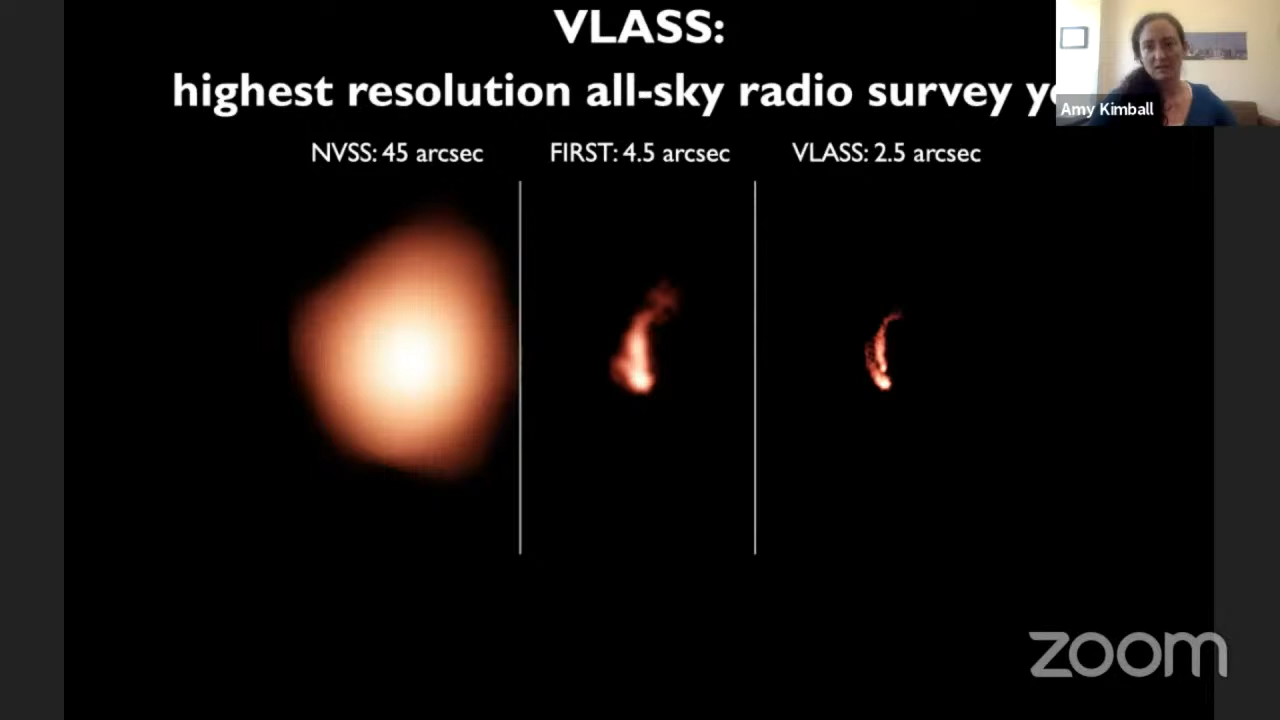 VLASS:
highest resolution all-sky radio survey
Amy Kimball
NVSS: 45 arcsec
FIRST: 4.5 arcsec
VLASS: 2.5 arcsec
zoom